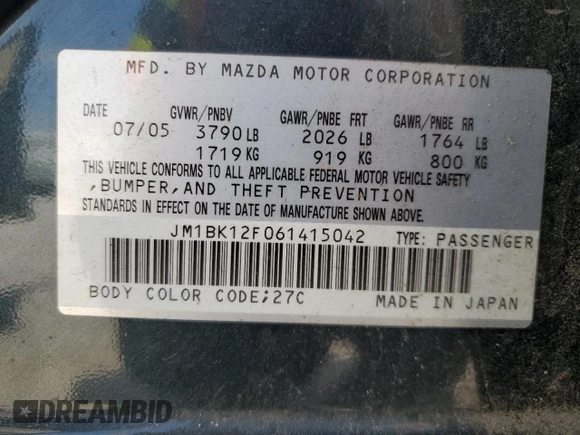 MFD. BY MAZDA MOTOR CORPORATION
DATE GVWR/PNBV GAWR/PNBE FRT GAWR/PNBE RR
07/05 3790 LB 2026 LB 1764 LB
1719 KG 919 KG 800 KG
THIS VEHICLE CONFORMS TO ALL APPLICABLE FEDERAL MOTOR VEHICLE SAFETY
,BUMPER,AND THEFT PREVENTION
STANDARDS IN EFFECT ON THE DATE OF MANUFACTURE SHOWN ABOVE.
JM1BK12F061415042 TYPE: PASSENGER
BODY COLOR CODE;27C MADE IN JAPAN
DREAMBID